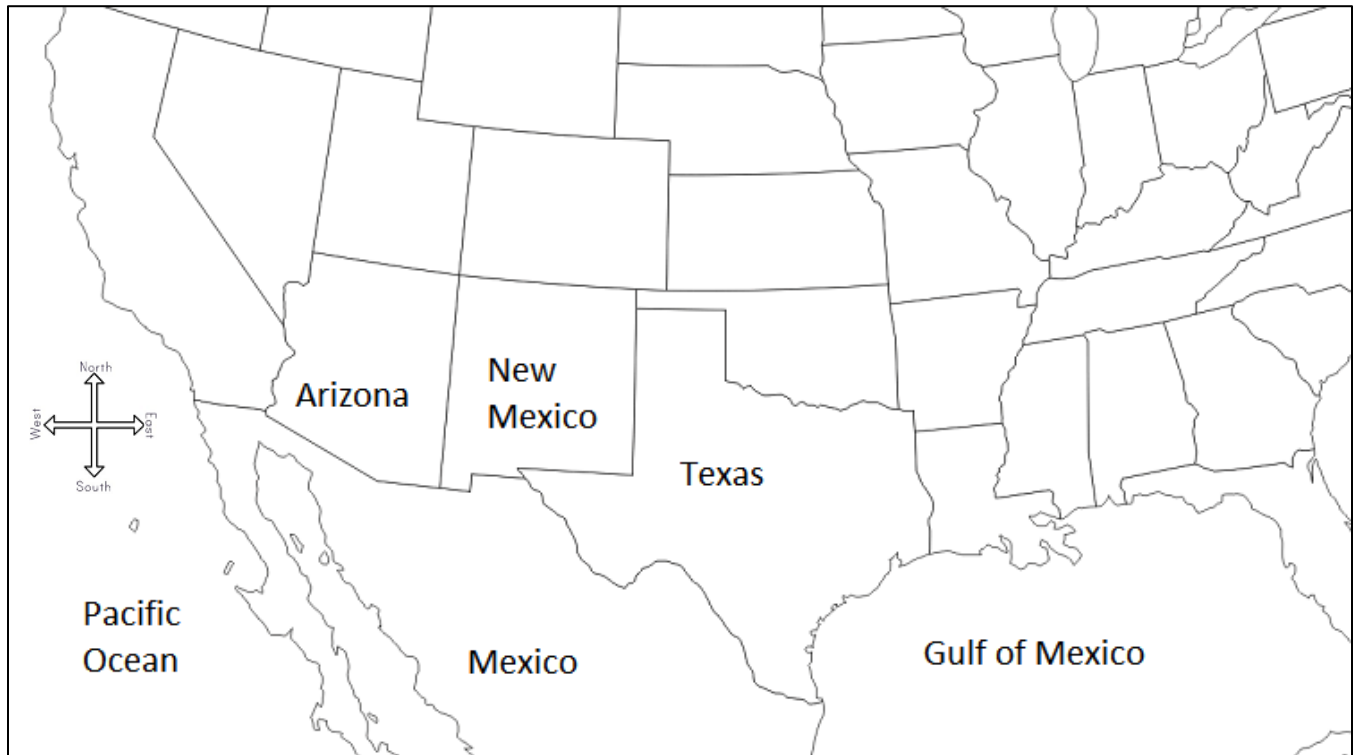 North
West
East
South
Arizona
New
Mexico
Texas
Pacific
Ocean
Mexico
Gulf of Mexico